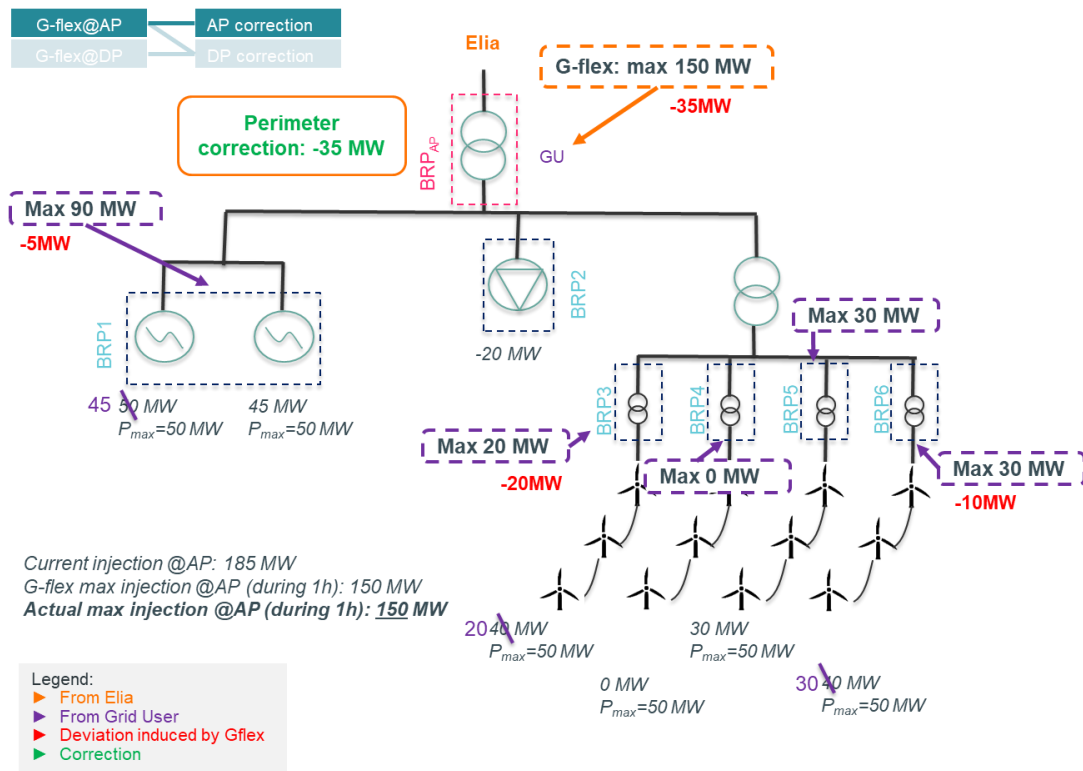 G-flex@AP
AP correction
G-flex@DP
DP correction
Elia
G-flex: max 150 MW
-35MW
Perimeter
correction: -35 MW
BRPAP
GU
Max 90 MW
-5MW
BRP1
BRP2
-20 MW
Max 30 MW
45 50 MW
Pmax=50 MW
45 MW
Pmax=50 MW
BRP3
BRP4
BRP5
BRP6
Max 20 MW
-20MW
Max 0 MW
Max 30 MW
-10MW
Current injection @AP: 185 MW
G-flex max injection @AP (during 1h): 150 MW
Actual max injection @AP (during 1h): 150 MW
20 40 MW
Pmax=50 MW
30 MW
Pmax=50 MW
0 MW
Pmax=50 MW
30 40 MW
Pmax=50 MW
Legend:
From Elia
From Grid User
Deviation induced by Gflex
Correction